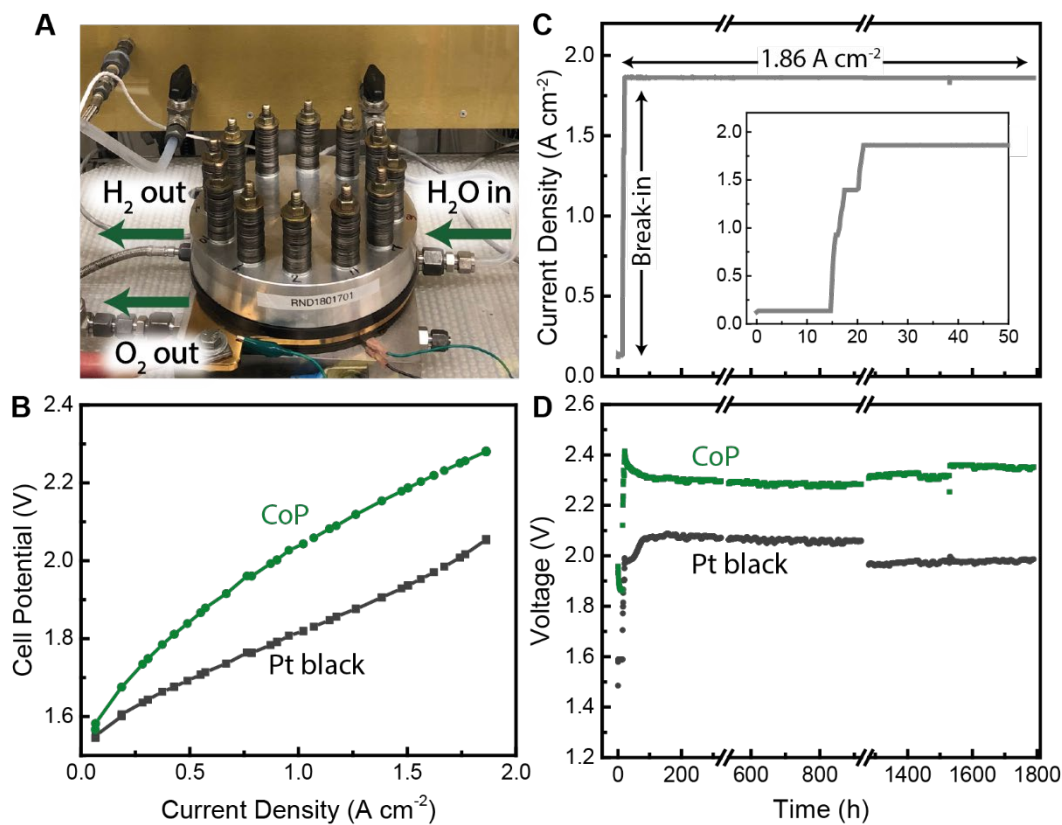 A
H₂ out
H₂O in
O₂ out
RND1801701
2
B
2.4
2.2
2.0
1.8
1.6
Cell Potential (V)
CoP
Pt black
0.0 0.5 1.0 1.5 2.0
Current Density (A cm⁻²)
C
2.0
1.5
1.0
0.5
0.0
Current Density (A cm⁻²)
1.86 A cm⁻²
Break-in
2.0
1.5
1.0
0.5
0.0
0 10 20 30 40 50
D
2.6
2.4
2.2
2.0
1.8
1.6
1.4
1.2
Voltage (V)
CoP
Pt black
0 200 600 800 1400 1600 1800
Time (h)